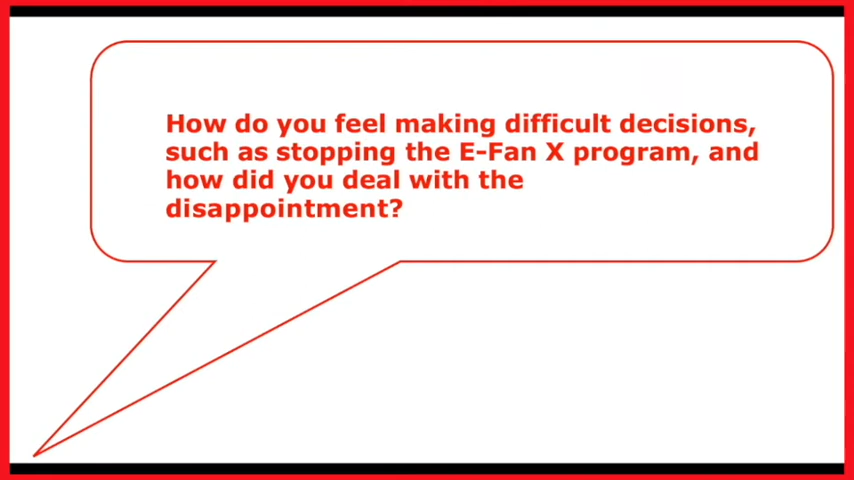 How do you feel making difficult decisions,
such as stopping the E-Fan X program, and
how did you deal with the
disappointment?